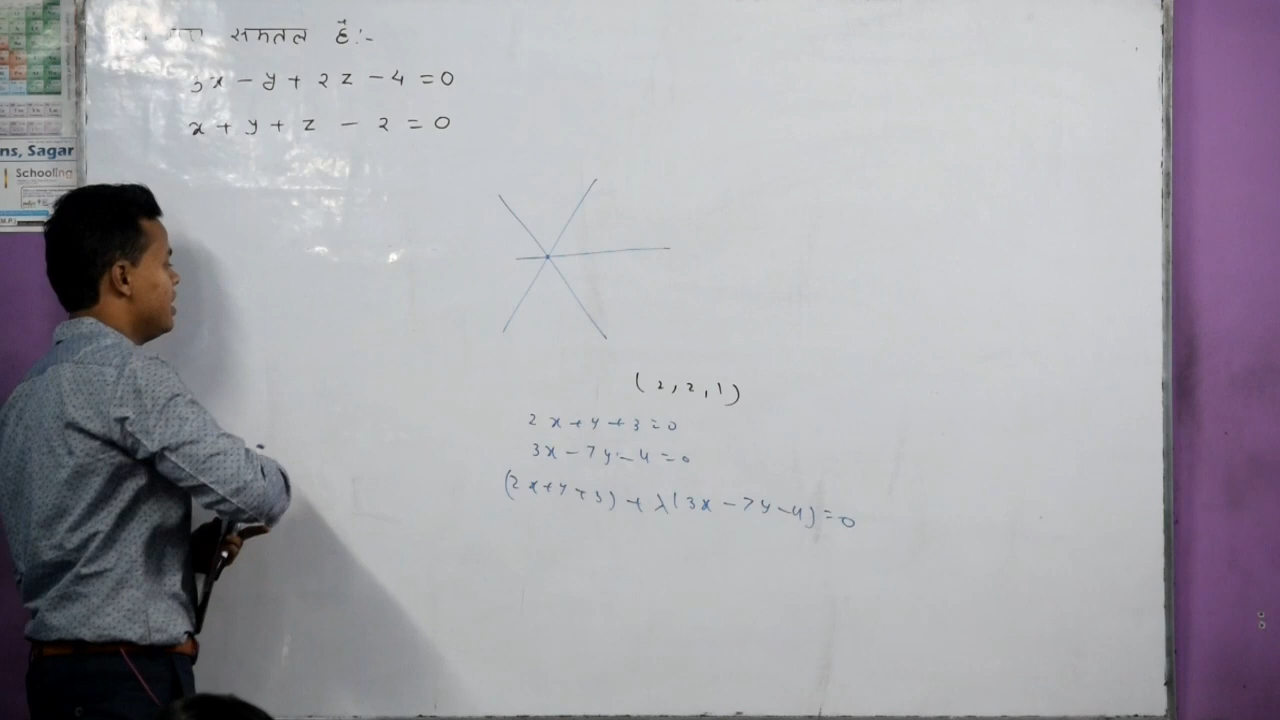 समतल है :-
3x - y + 2z - 4 = 0
x + y + z - 2 = 0
ns, Sagar
Schooling
(2, 2, 1)
2x + y + 3 = 0
3x - 7y - 4 = 0
(2x + y + 3) + λ(3x - 7y - 4) = 0